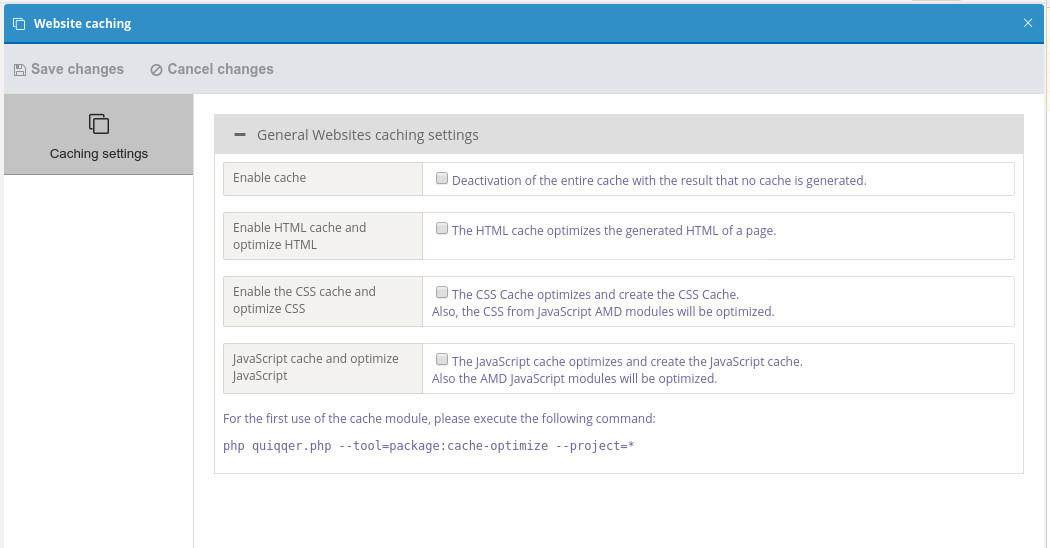 Website caching
Save changes
Cancel changes
Caching settings
General Websites caching settings
Enable cache
Deactivation of the entire cache with the result that no cache is generated.
Enable HTML cache and
optimize HTML
The HTML cache optimizes the generated HTML of a page.
Enable the CSS cache and
optimize CSS
The CSS Cache optimizes and create the CSS Cache.
Also, the CSS from JavaScript AMD modules will be optimized.
JavaScript cache and optimize
JavaScript
The JavaScript cache optimizes and create the JavaScript cache.
Also the AMD JavaScript modules will be optimized.
For the first use of the cache module, please execute the following command:
php quiqqer.php --tool=package:cache-optimize --project=*